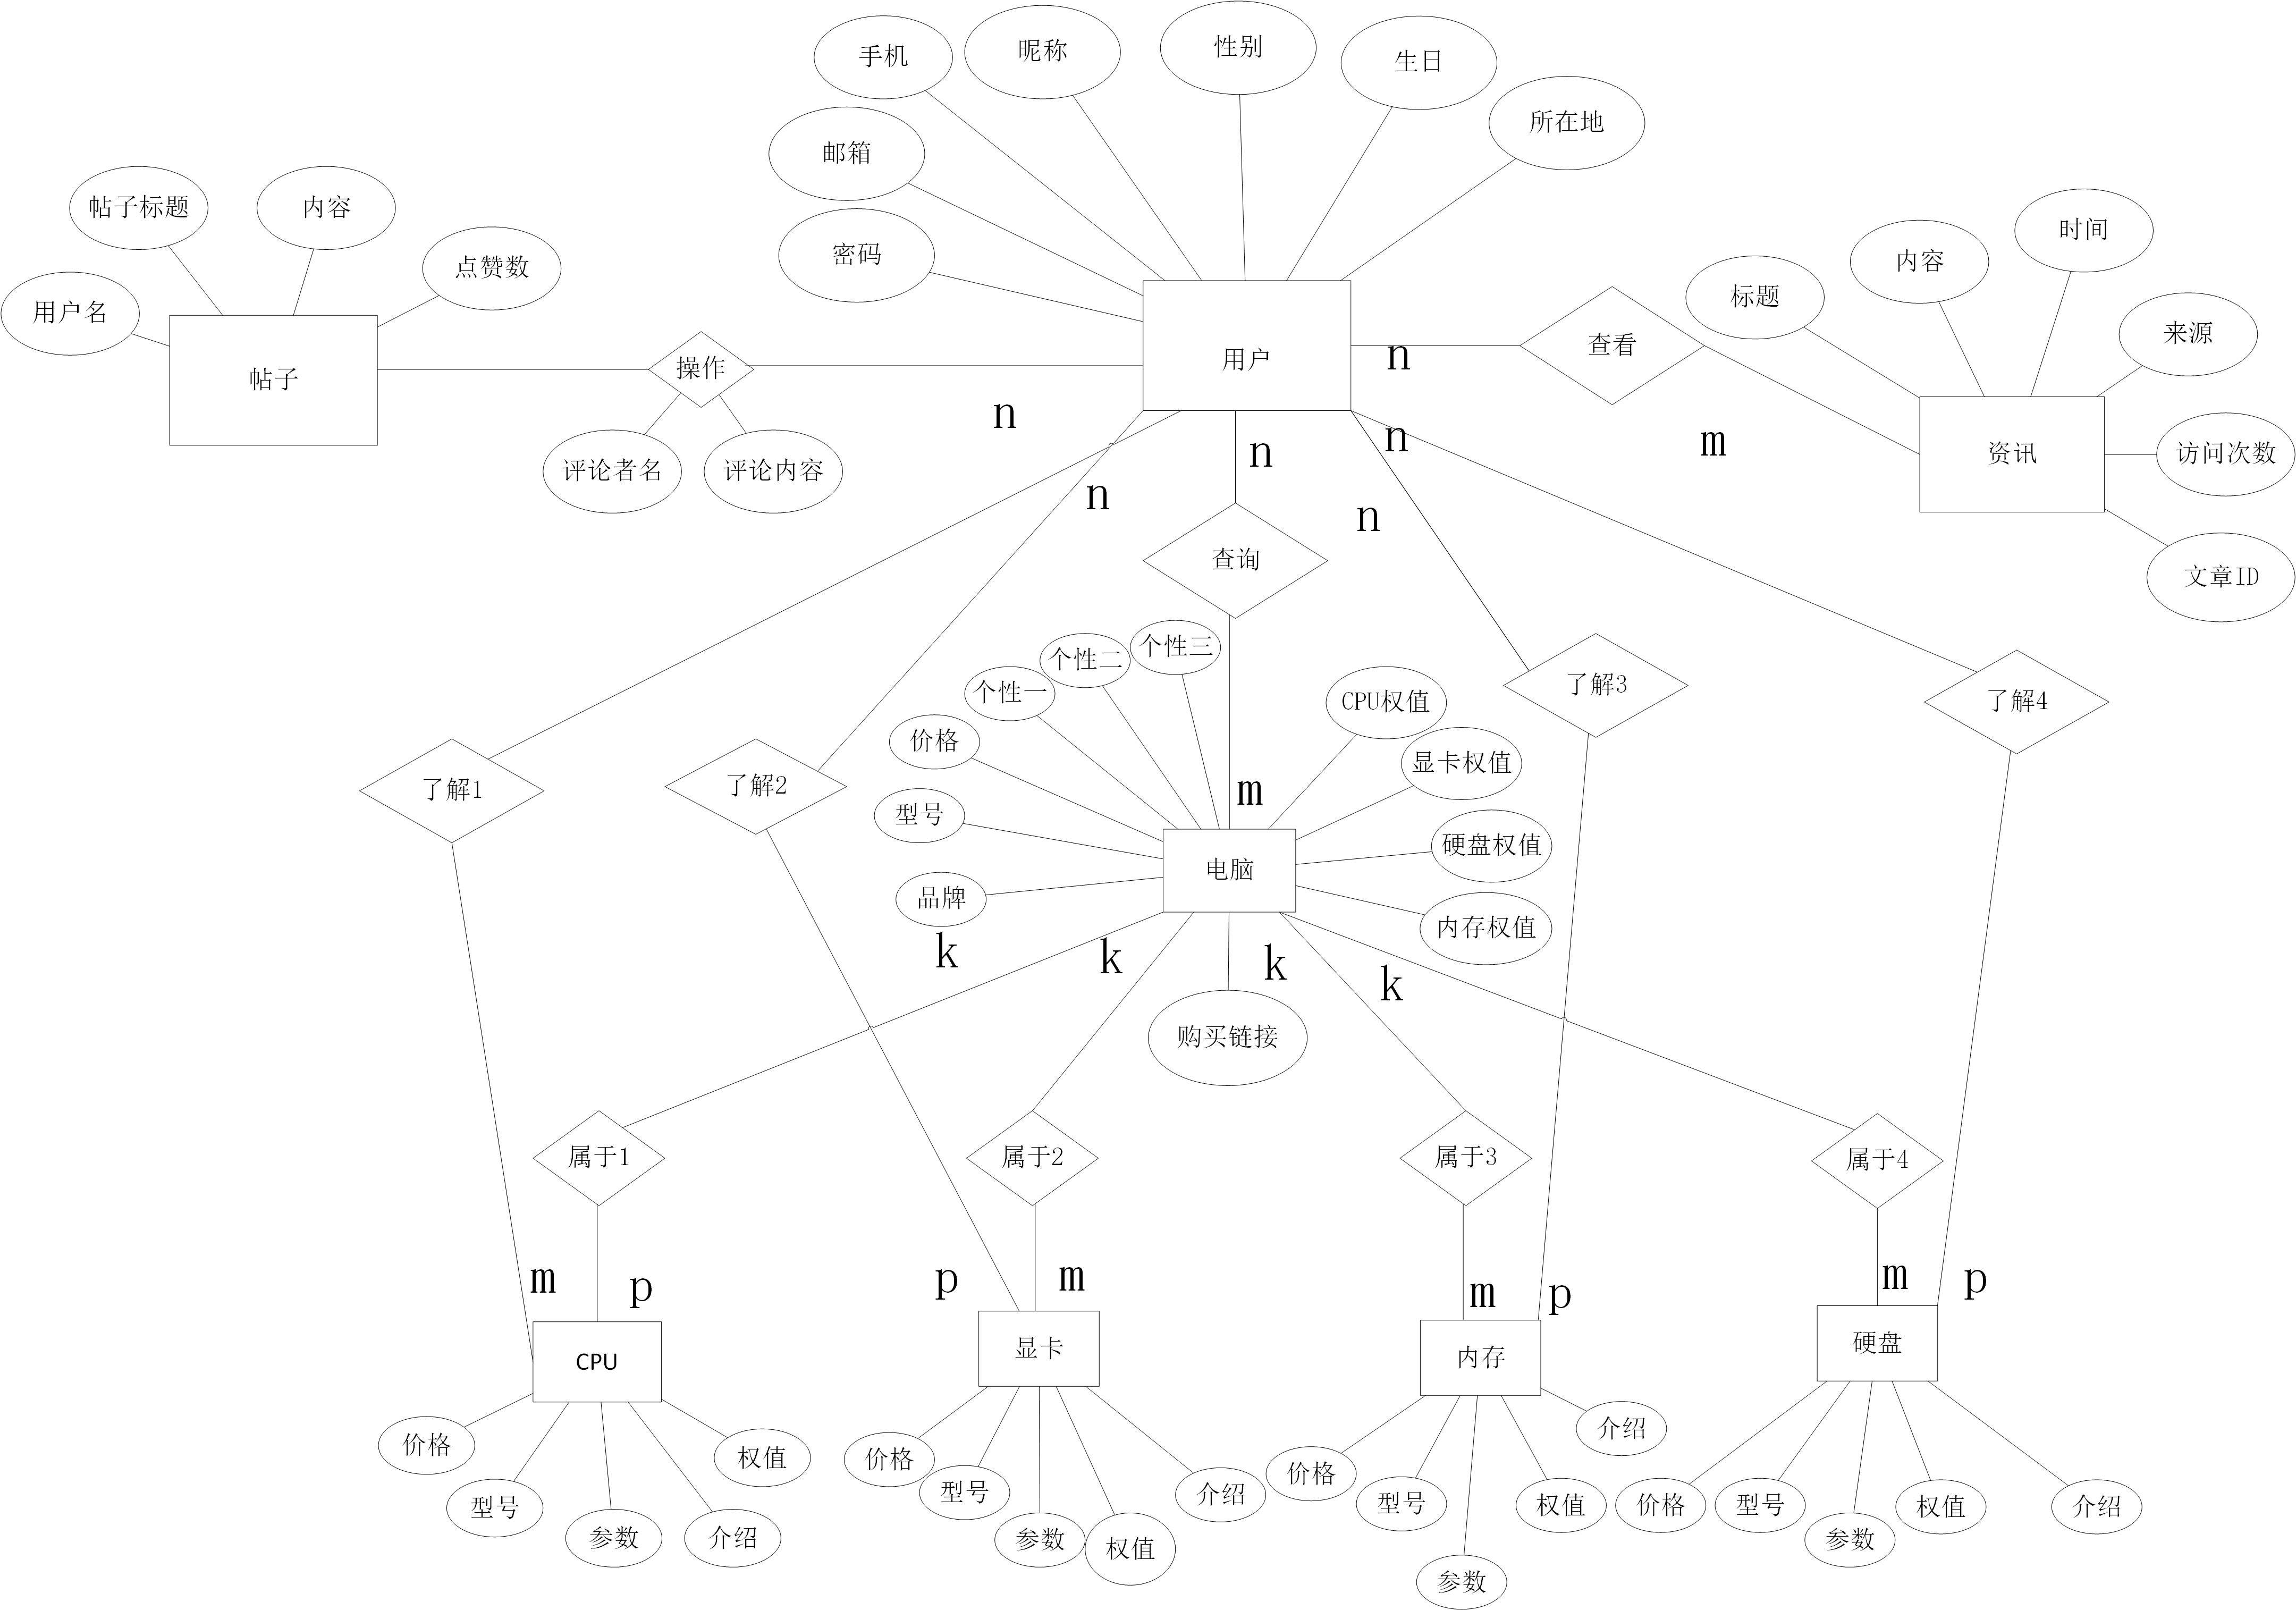 手机
昵称
性别
生日
所在地
邮箱
密码
帖子标题
内容
点赞数
用户名
帖子
操作
评论者名
评论内容
用户
n
查看
m
标题
内容
时间
来源
资讯
访问次数
文章ID
n
n
n
n
n
查询
了解1
了解2
了解3
了解4
个性一
个性二
个性三
价格
型号
品牌
CPU权值
显卡权值
硬盘权值
内存权值
m
电脑
k
k
k
k
购买链接
属于1
属于2
属于3
属于4
m
p
p
m
m
p
m
p
CPU
显卡
内存
硬盘
价格
型号
参数
介绍
权值
价格
型号
参数
权值
介绍
价格
型号
参数
权值
介绍
价格
型号
参数
权值
介绍